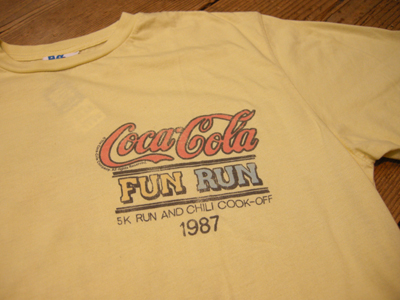 Coca-Cola
FUN RUN
5K RUN AND CHILI COOK-OFF
1987